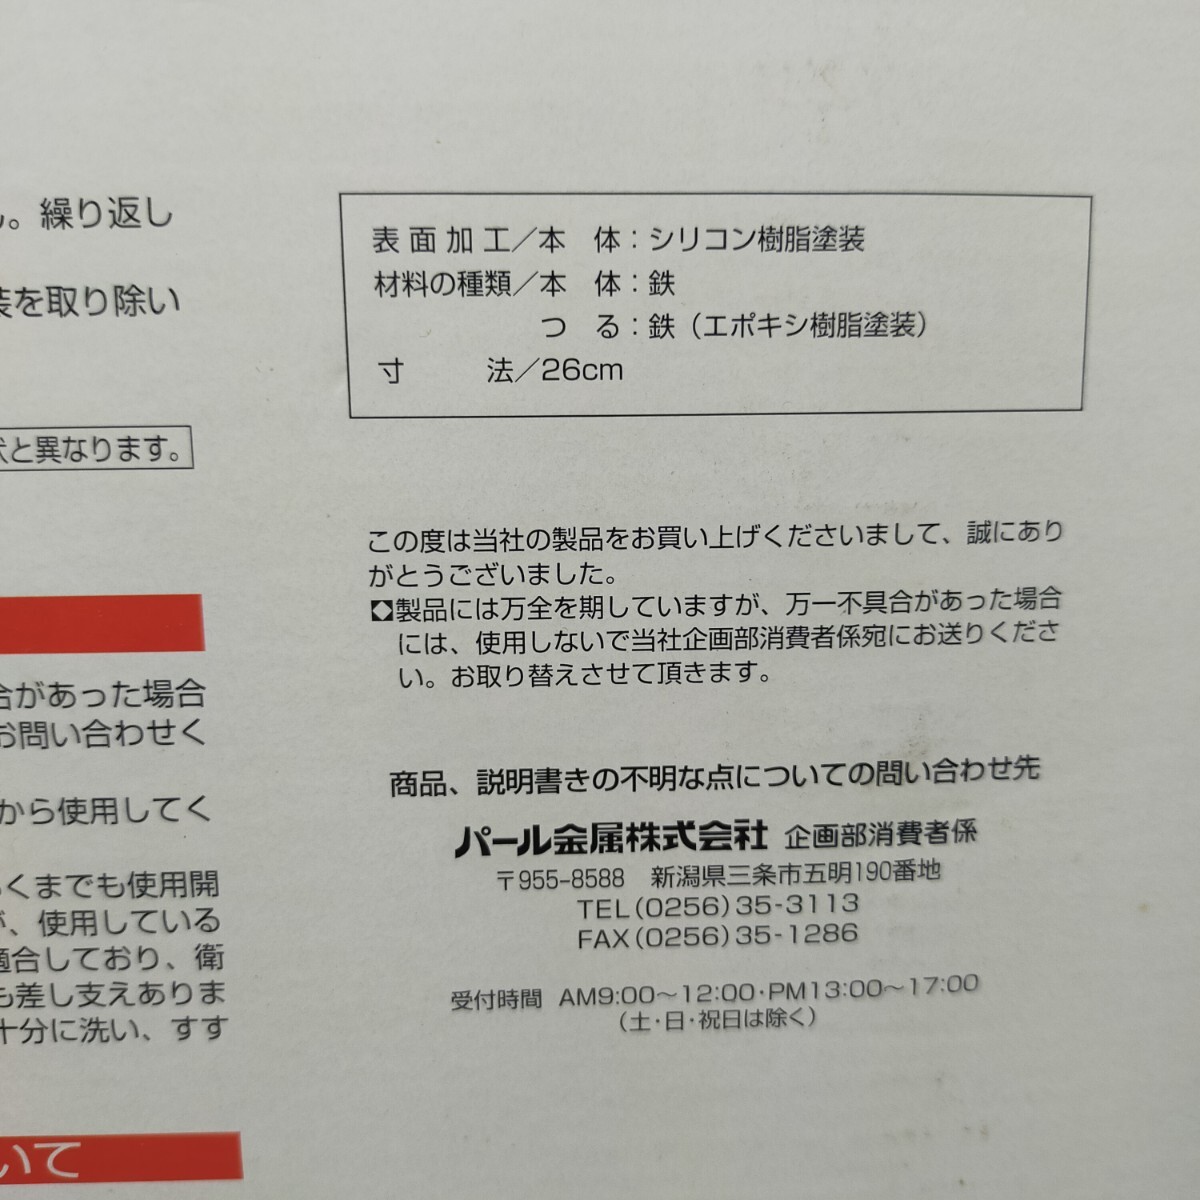 ん。繰り返し
装を取り除い
状と異なります。
合があった場合
お問い合わせく
から使用してく
くまでも使用開
が、使用している
適合しており、衛
も差し支えありま
十分に洗い、すす
いて
表面加工／本 体：シリコン樹脂塗装
材料の種類／本 体：鉄
つ る：鉄（エポキシ樹脂塗装）
寸 法／26cm
この度は当社の製品をお買い上げくださいまして、誠にあり
がとうございました。
◆製品には万全を期していますが、万一不具合があった場合
には、使用しないで当社企画部消費者係宛にお送りくださ
い。お取り替えさせて頂きます。
商品、説明書きの不明な点についての問い合わせ先
パール金属株式会社 企画部消費者係
〒955-8588 新潟県三条市五明190番地
TEL(0256)35-3113
FAX(0256)35-1286
受付時間 AM9:00～12:00・PM13:00～17:00
（土・日・祝日は除く）